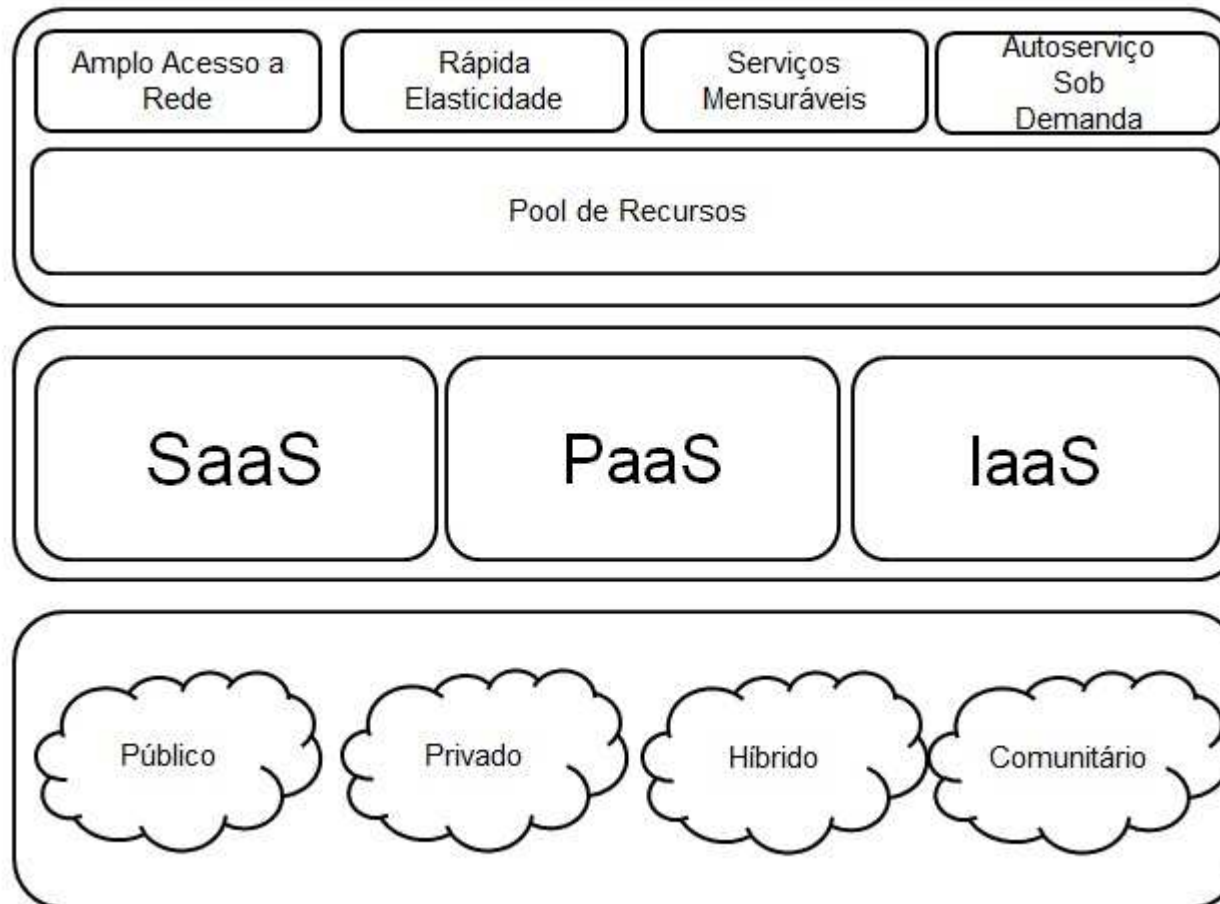 Amplo Acesso a
Rede
Rápida
Elasticidade
Serviços
Mensuráveis
Autoserviço
Sob
Demanda
Pool de Recursos
SaaS
PaaS
IaaS
Público
Privado
Híbrido
Comunitário